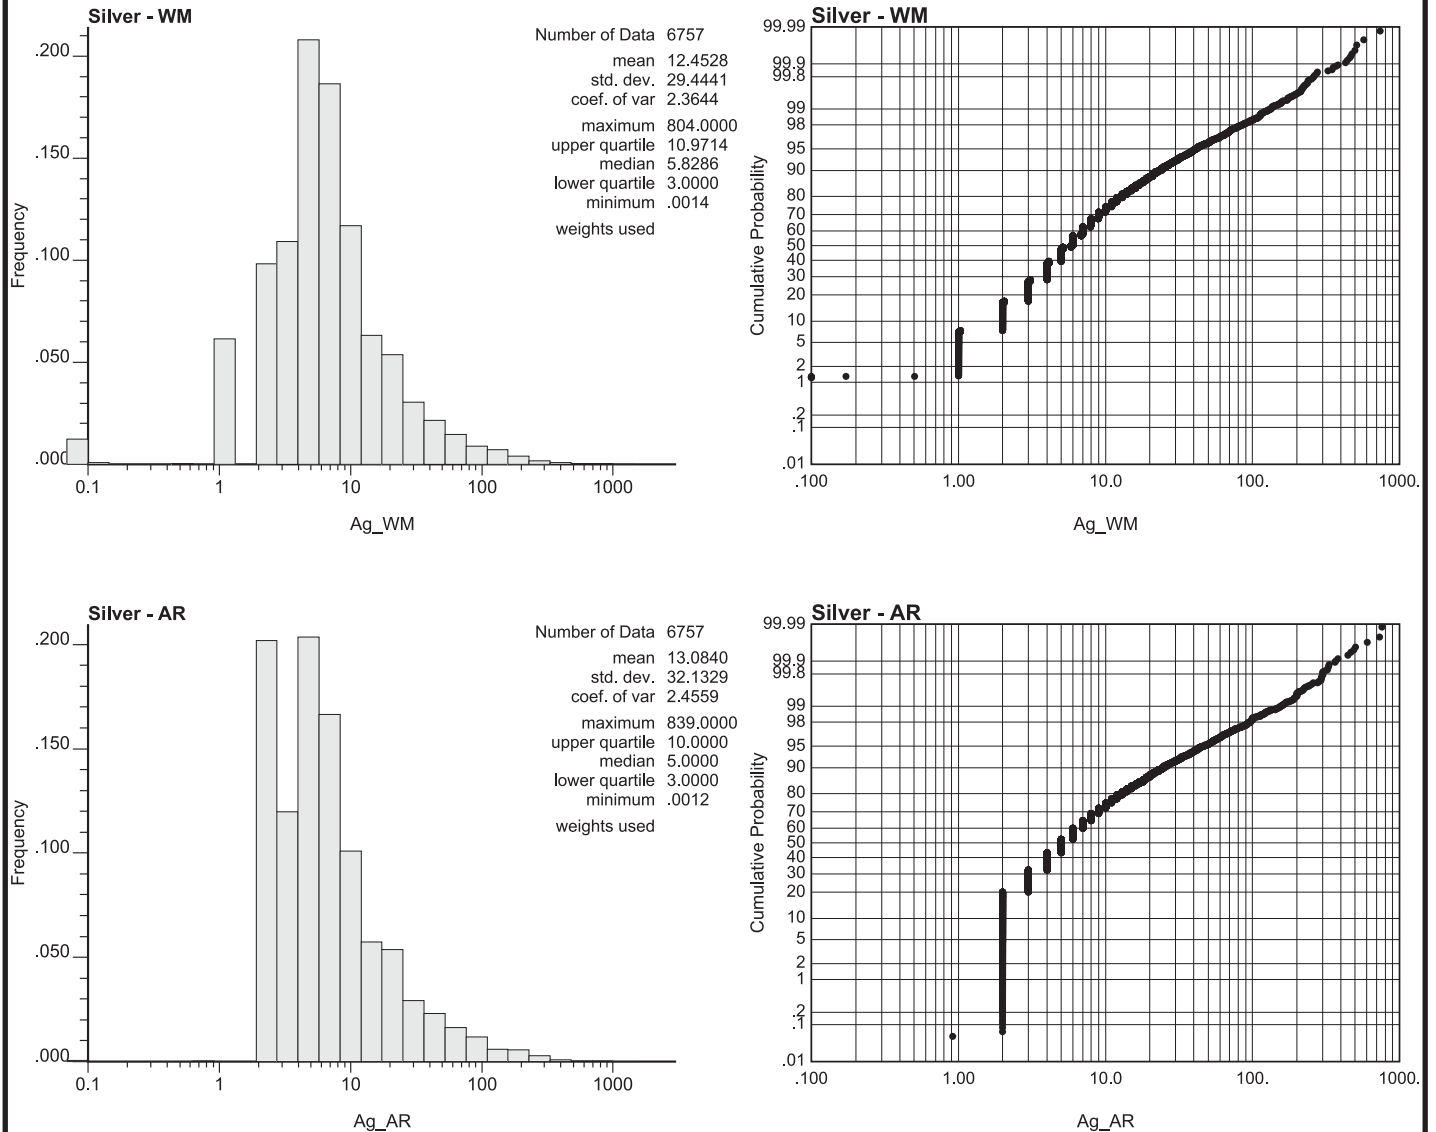 Silver - WM
Number of Data 6757
mean 12.4528
std. dev. 29.4441
coef. of var 2.3644
maximum 804.0000
upper quartile 10.9714
median 5.8286
lower quartile 3.0000
minimum .0014
weights used
Frequency
.200
.150
.100
.050
.000
0.1 1 10 100 1000
Ag_WM
Silver - WM
Cumulative Probability
99.99
99.9
99.8
99
98
95
90
80
70
60
50
40
30
20
10
5
2
1
.2
.1
.01
.100 1.00 10.0 100. 1000.
Ag_WM
Silver - AR
Number of Data 6757
mean 13.0840
std. dev. 32.1329
coef. of var 2.4559
maximum 839.0000
upper quartile 10.0000
median 5.0000
lower quartile 3.0000
minimum .0012
weights used
Frequency
.200
.150
.100
.050
.000
0.1 1 10 100 1000
Ag_AR
Silver - AR
Cumulative Probability
99.99
99.9
99.8
99
98
95
90
80
70
60
50
40
30
20
10
5
2
1
.2
.1
.01
.100 1.00 10.0 100. 1000.
Ag_AR